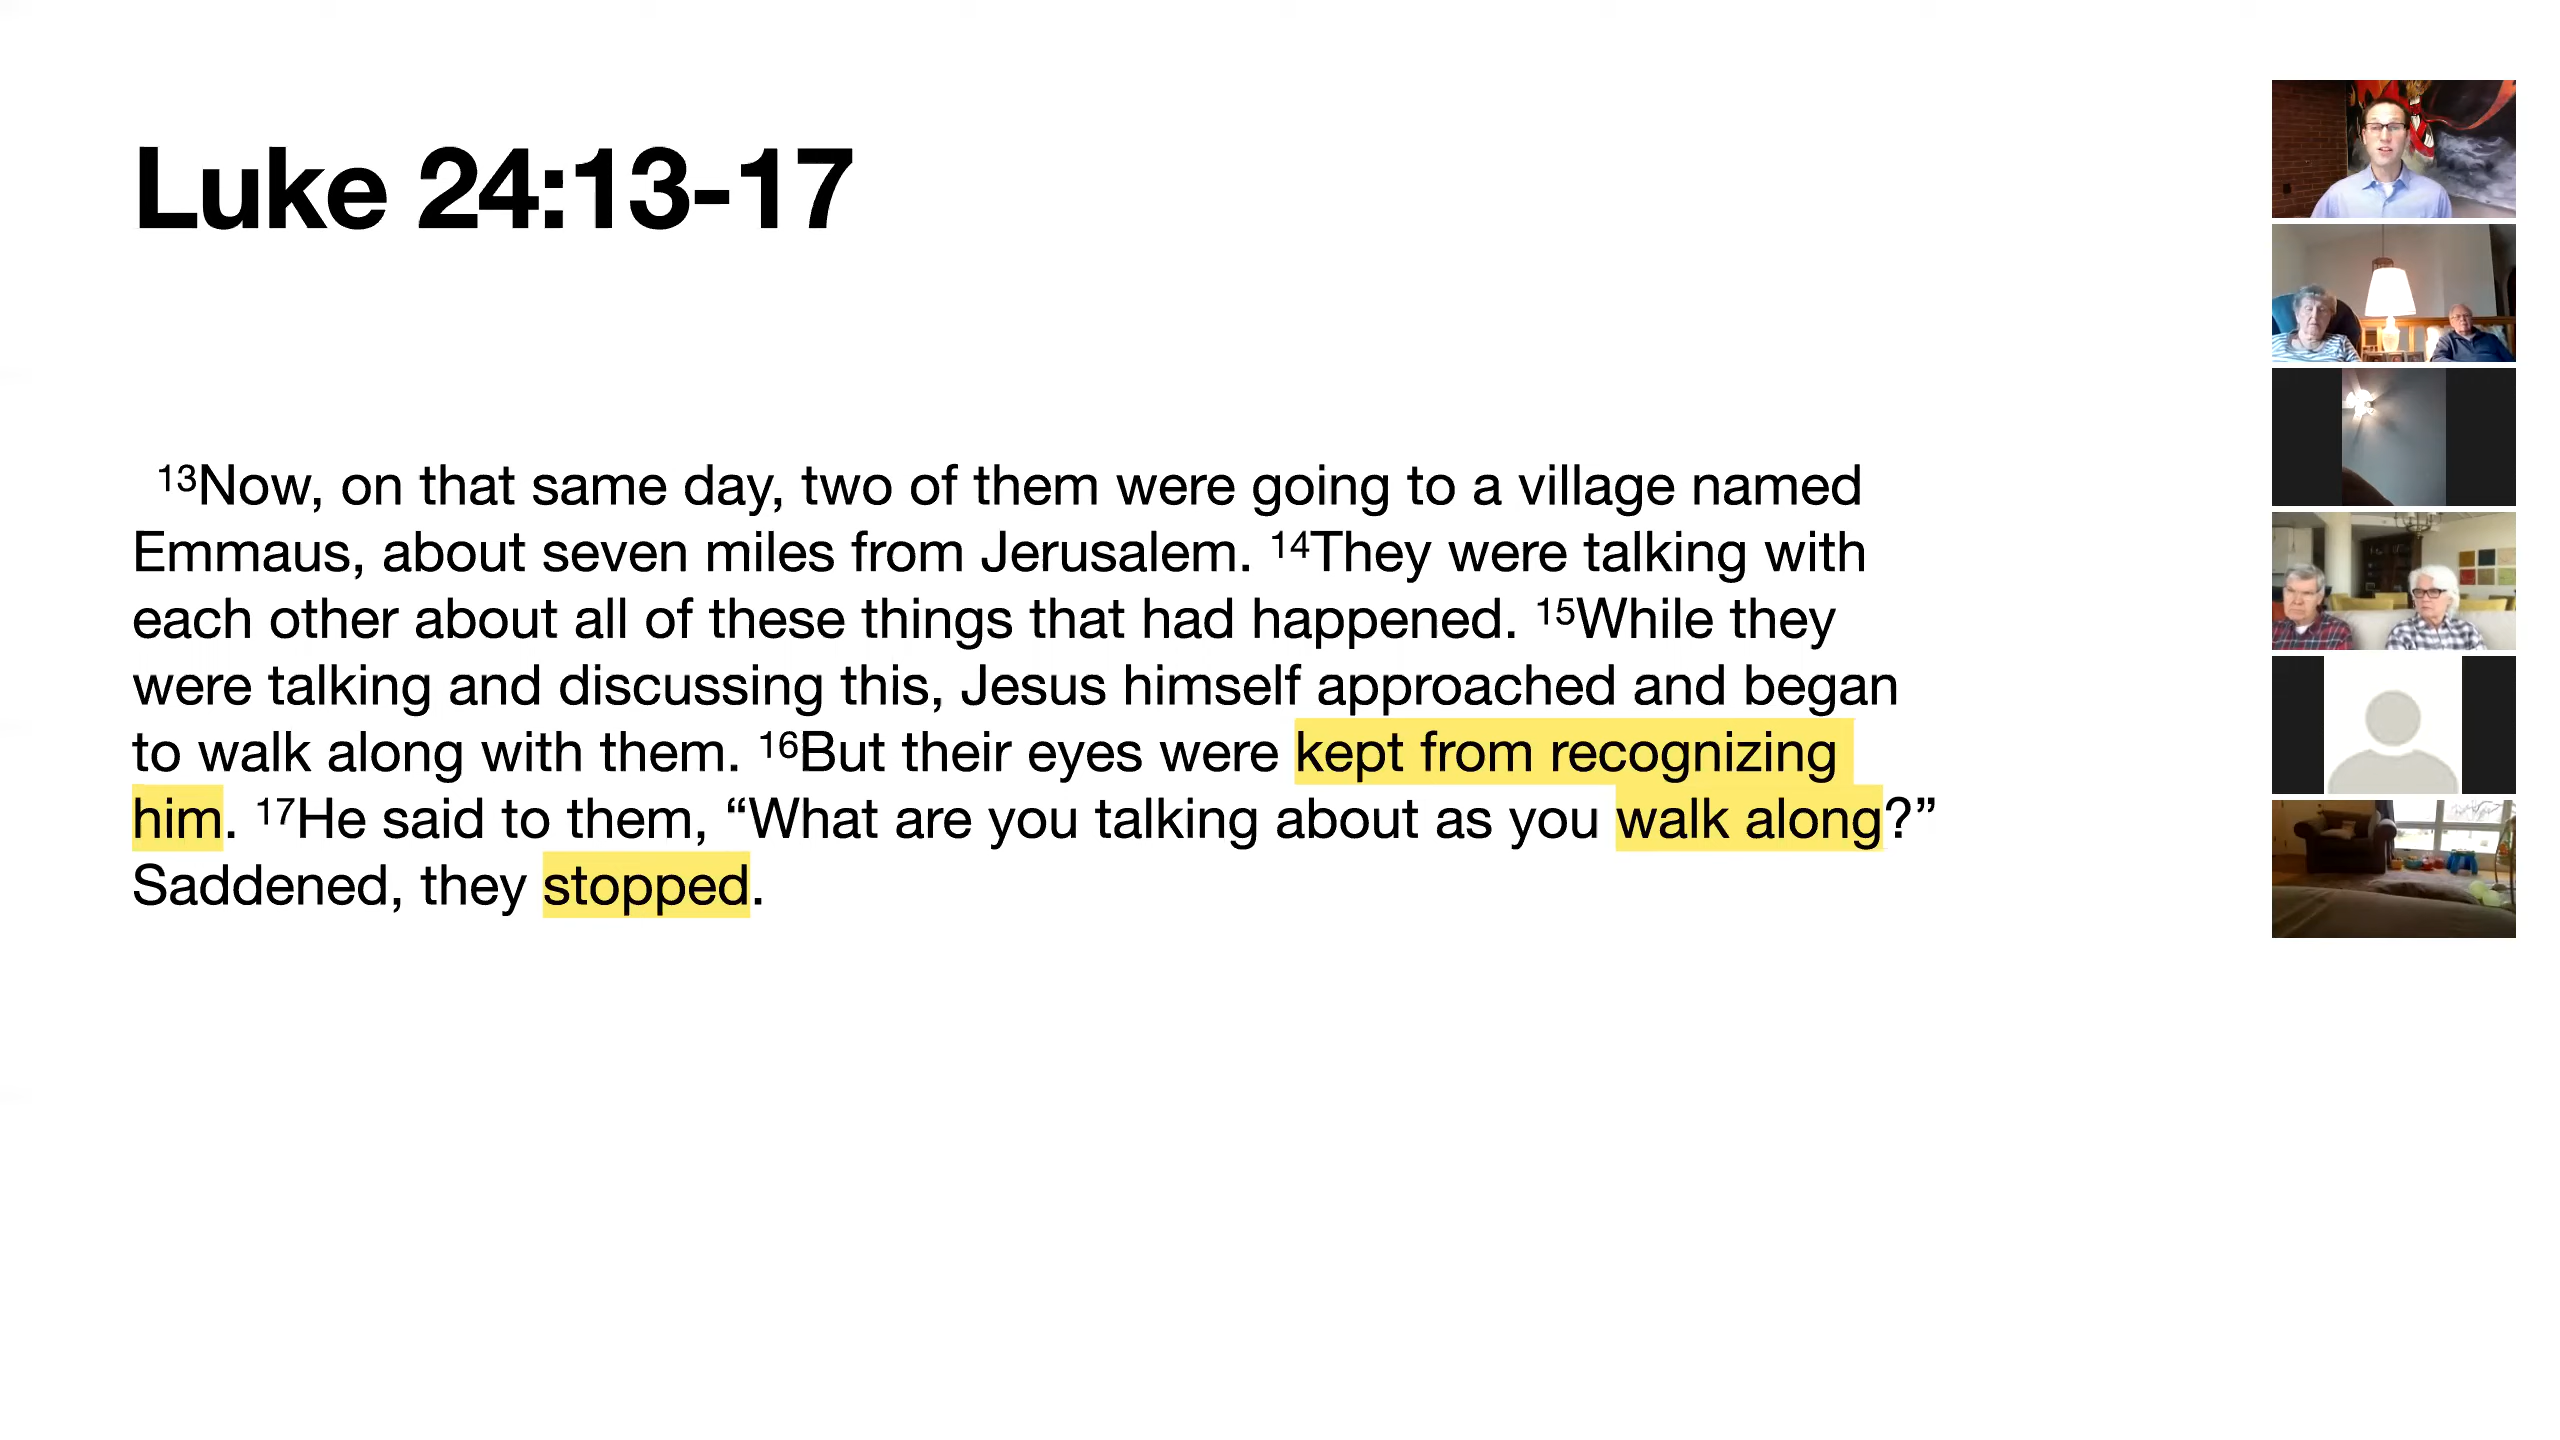 Luke 24:13-17
13Now, on that same day, two of them were going to a village named
Emmaus, about seven miles from Jerusalem. 14They were talking with
each other about all of these things that had happened. 15While they
were talking and discussing this, Jesus himself approached and began
to walk along with them. 16But their eyes were kept from recognizing
him. 17He said to them, “What are you talking about as you walk along?”
Saddened, they stopped.